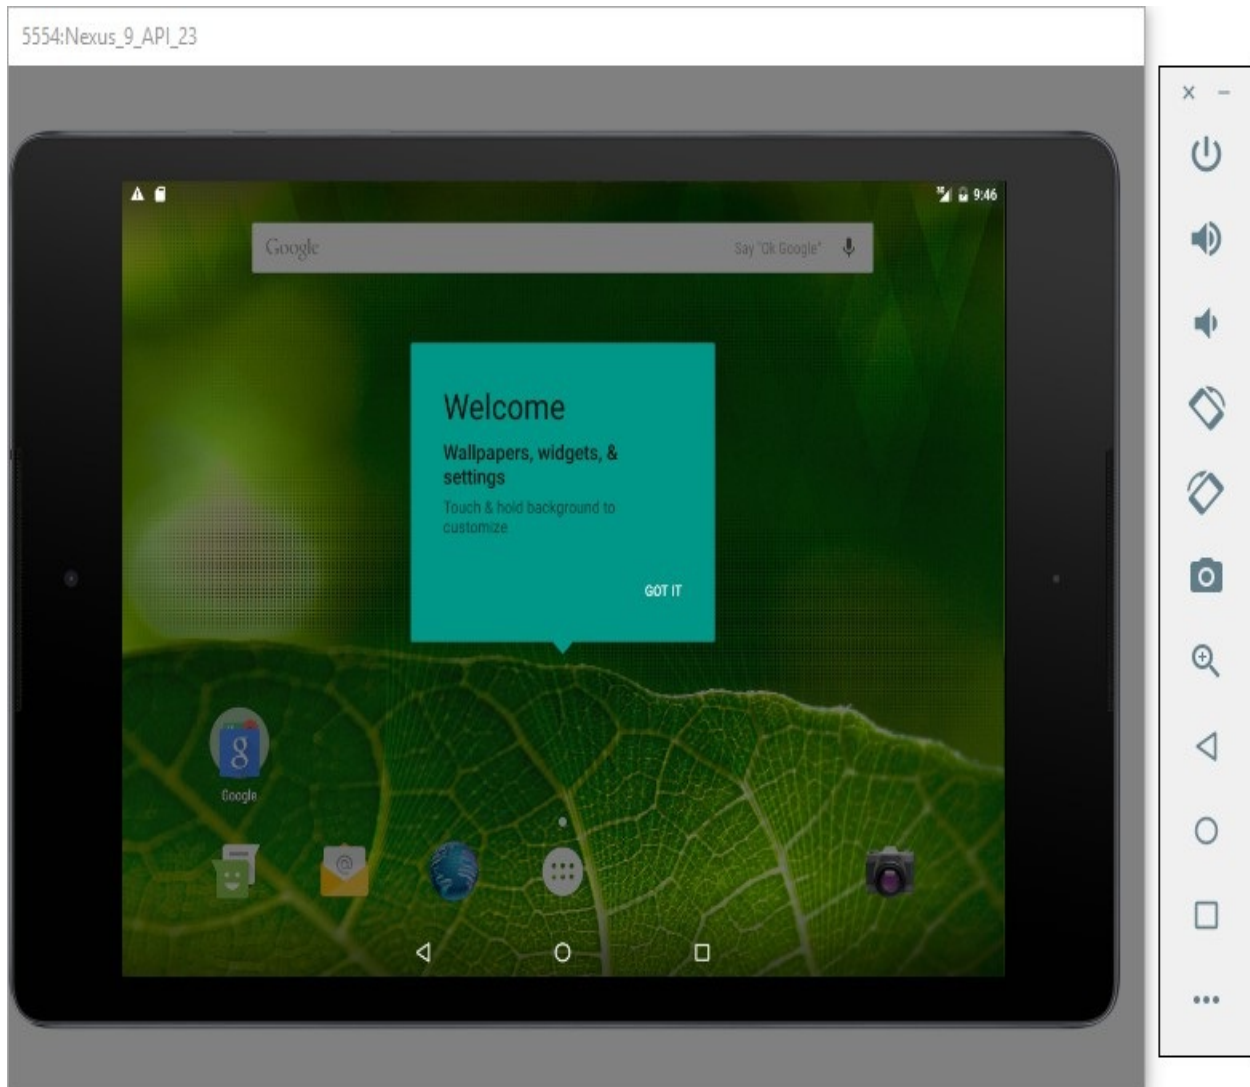 5554:Nexus_9_API_23
9:46
Google
Say "Ok Google"
Welcome
Wallpapers, widgets, &
settings
Touch & hold background to
customize
GOT IT
g
Google
@